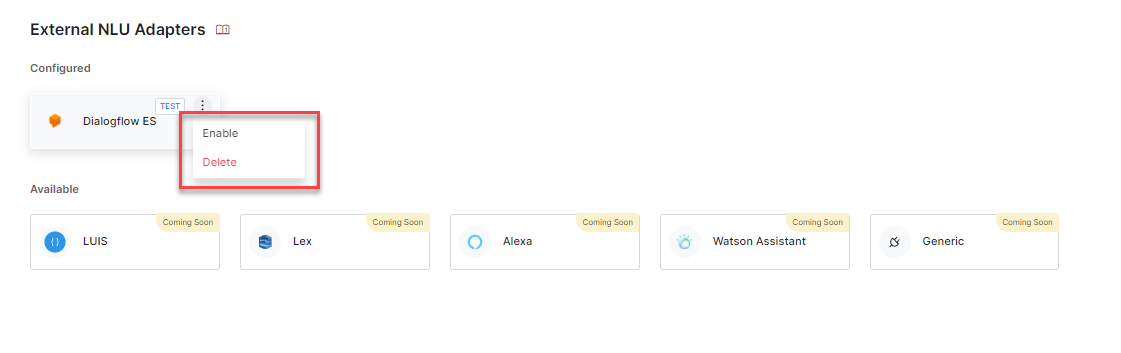 External NLU Adapters
Configured
TEST
Dialogflow ES
Enable
Delete
Available
Coming Soon
LUIS
Coming Soon
Lex
Coming Soon
Alexa
Coming Soon
Watson Assistant
Coming Soon
Generic